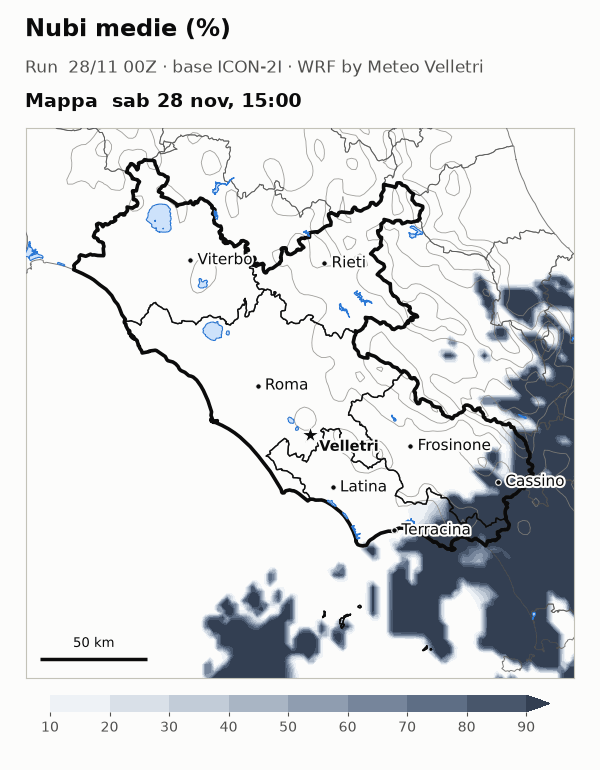 Nubi medie (%)
Run  28/11 00Z · base ICON-2I · WRF by Meteo Velletri
Mappa  sab 28 nov, 15:00
Viterbo
Rieti
Roma
Velletri
Frosinone
Cassino
Latina
Terracina
50 km
10 20 30 40 50 60 70 80 90